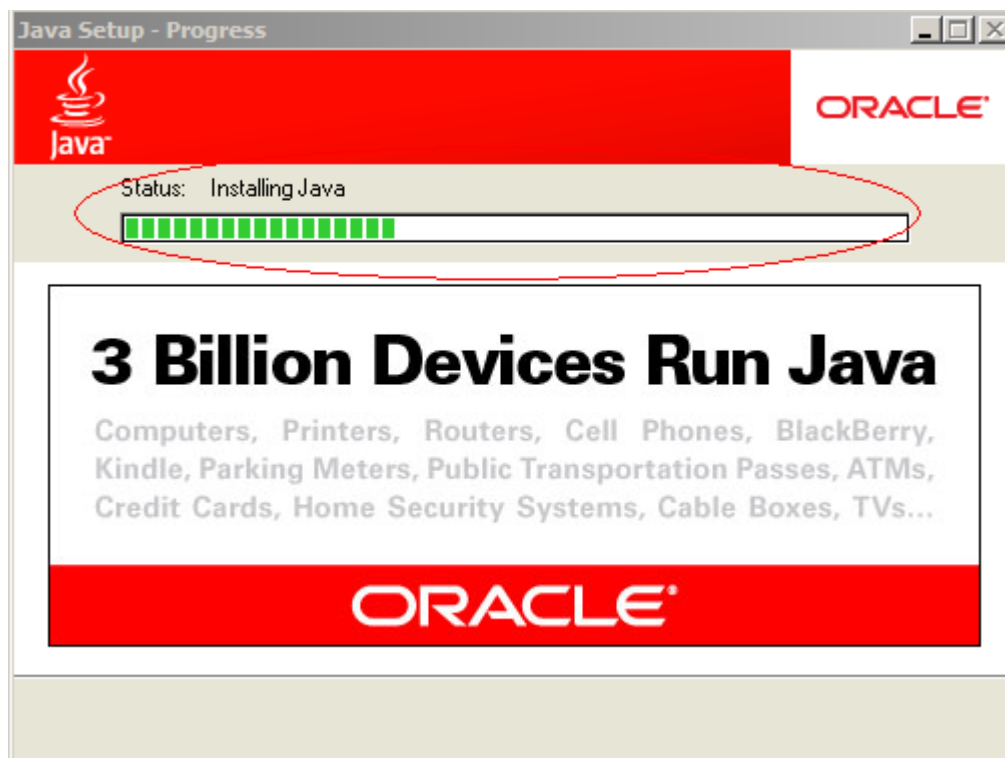 Java Setup - Progress
Java™
ORACLE®
Status: Installing Java
3 Billion Devices Run Java
Computers, Printers, Routers, Cell Phones, BlackBerry,
Kindle, Parking Meters, Public Transportation Passes, ATMs,
Credit Cards, Home Security Systems, Cable Boxes, TVs...
ORACLE®